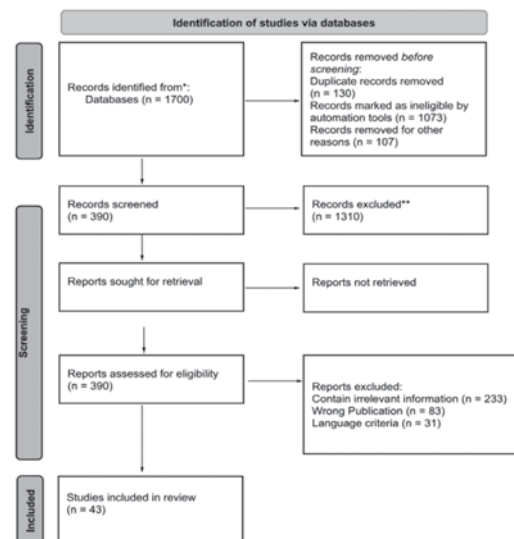 Identification of studies via databases
Identification
Records identified from*:
Databases (n = 1700)
Records removed before
screening:
Duplicate records removed
(n = 130)
Records marked as ineligible by
automation tools (n = 1073)
Records removed for other
reasons (n = 107)
Screening
Records screened
(n = 390)
Records excluded**
(n = 1310)
Reports sought for retrieval
Reports not retrieved
Reports assessed for eligibility
(n = 390)
Reports excluded:
Contain irrelevant information (n = 233)
Wrong Publication (n = 83)
Language criteria (n = 31)
Included
Studies included in review
(n = 43)